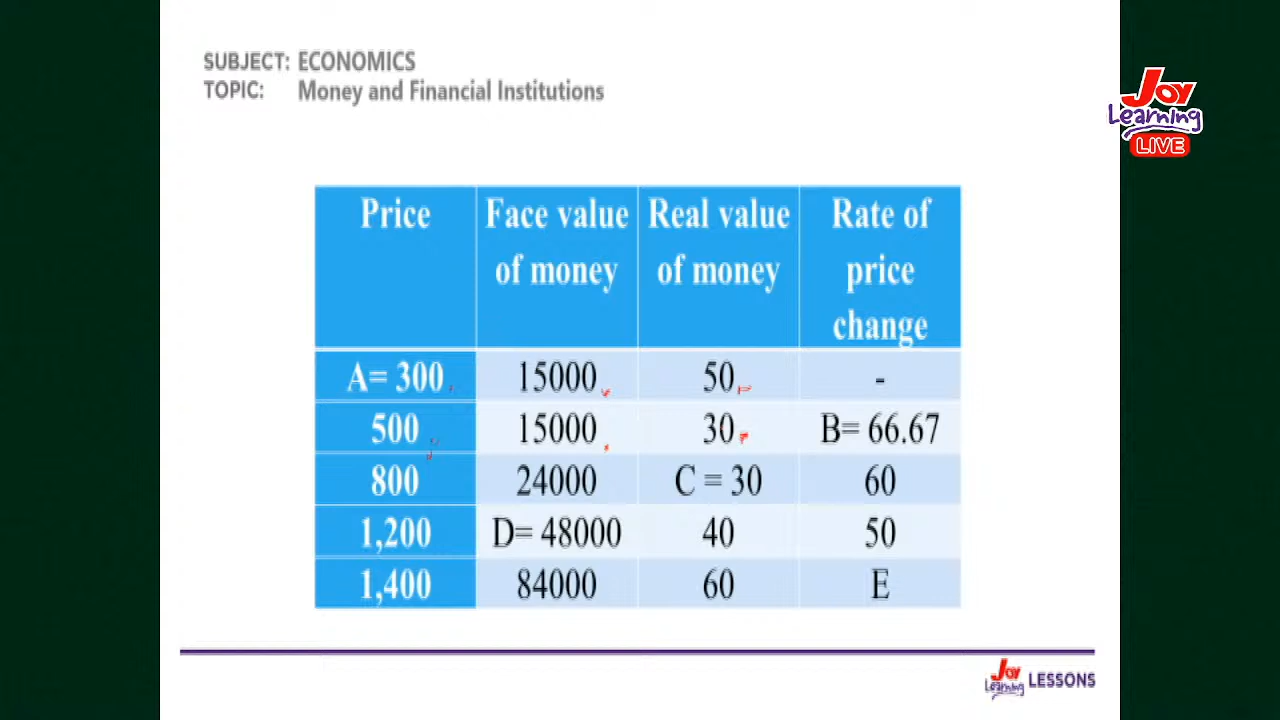 SUBJECT: ECONOMICS
TOPIC: Money and Financial Institutions
Joy
Learning
LIVE
Price Face value of money Real value of money Rate of price change
A= 300 15000 50 -
500 15000 30 B= 66.67
800 24000 C = 30 60
1,200 D= 48000 40 50
1,400 84000 60 E
Joy
Learning LESSONS